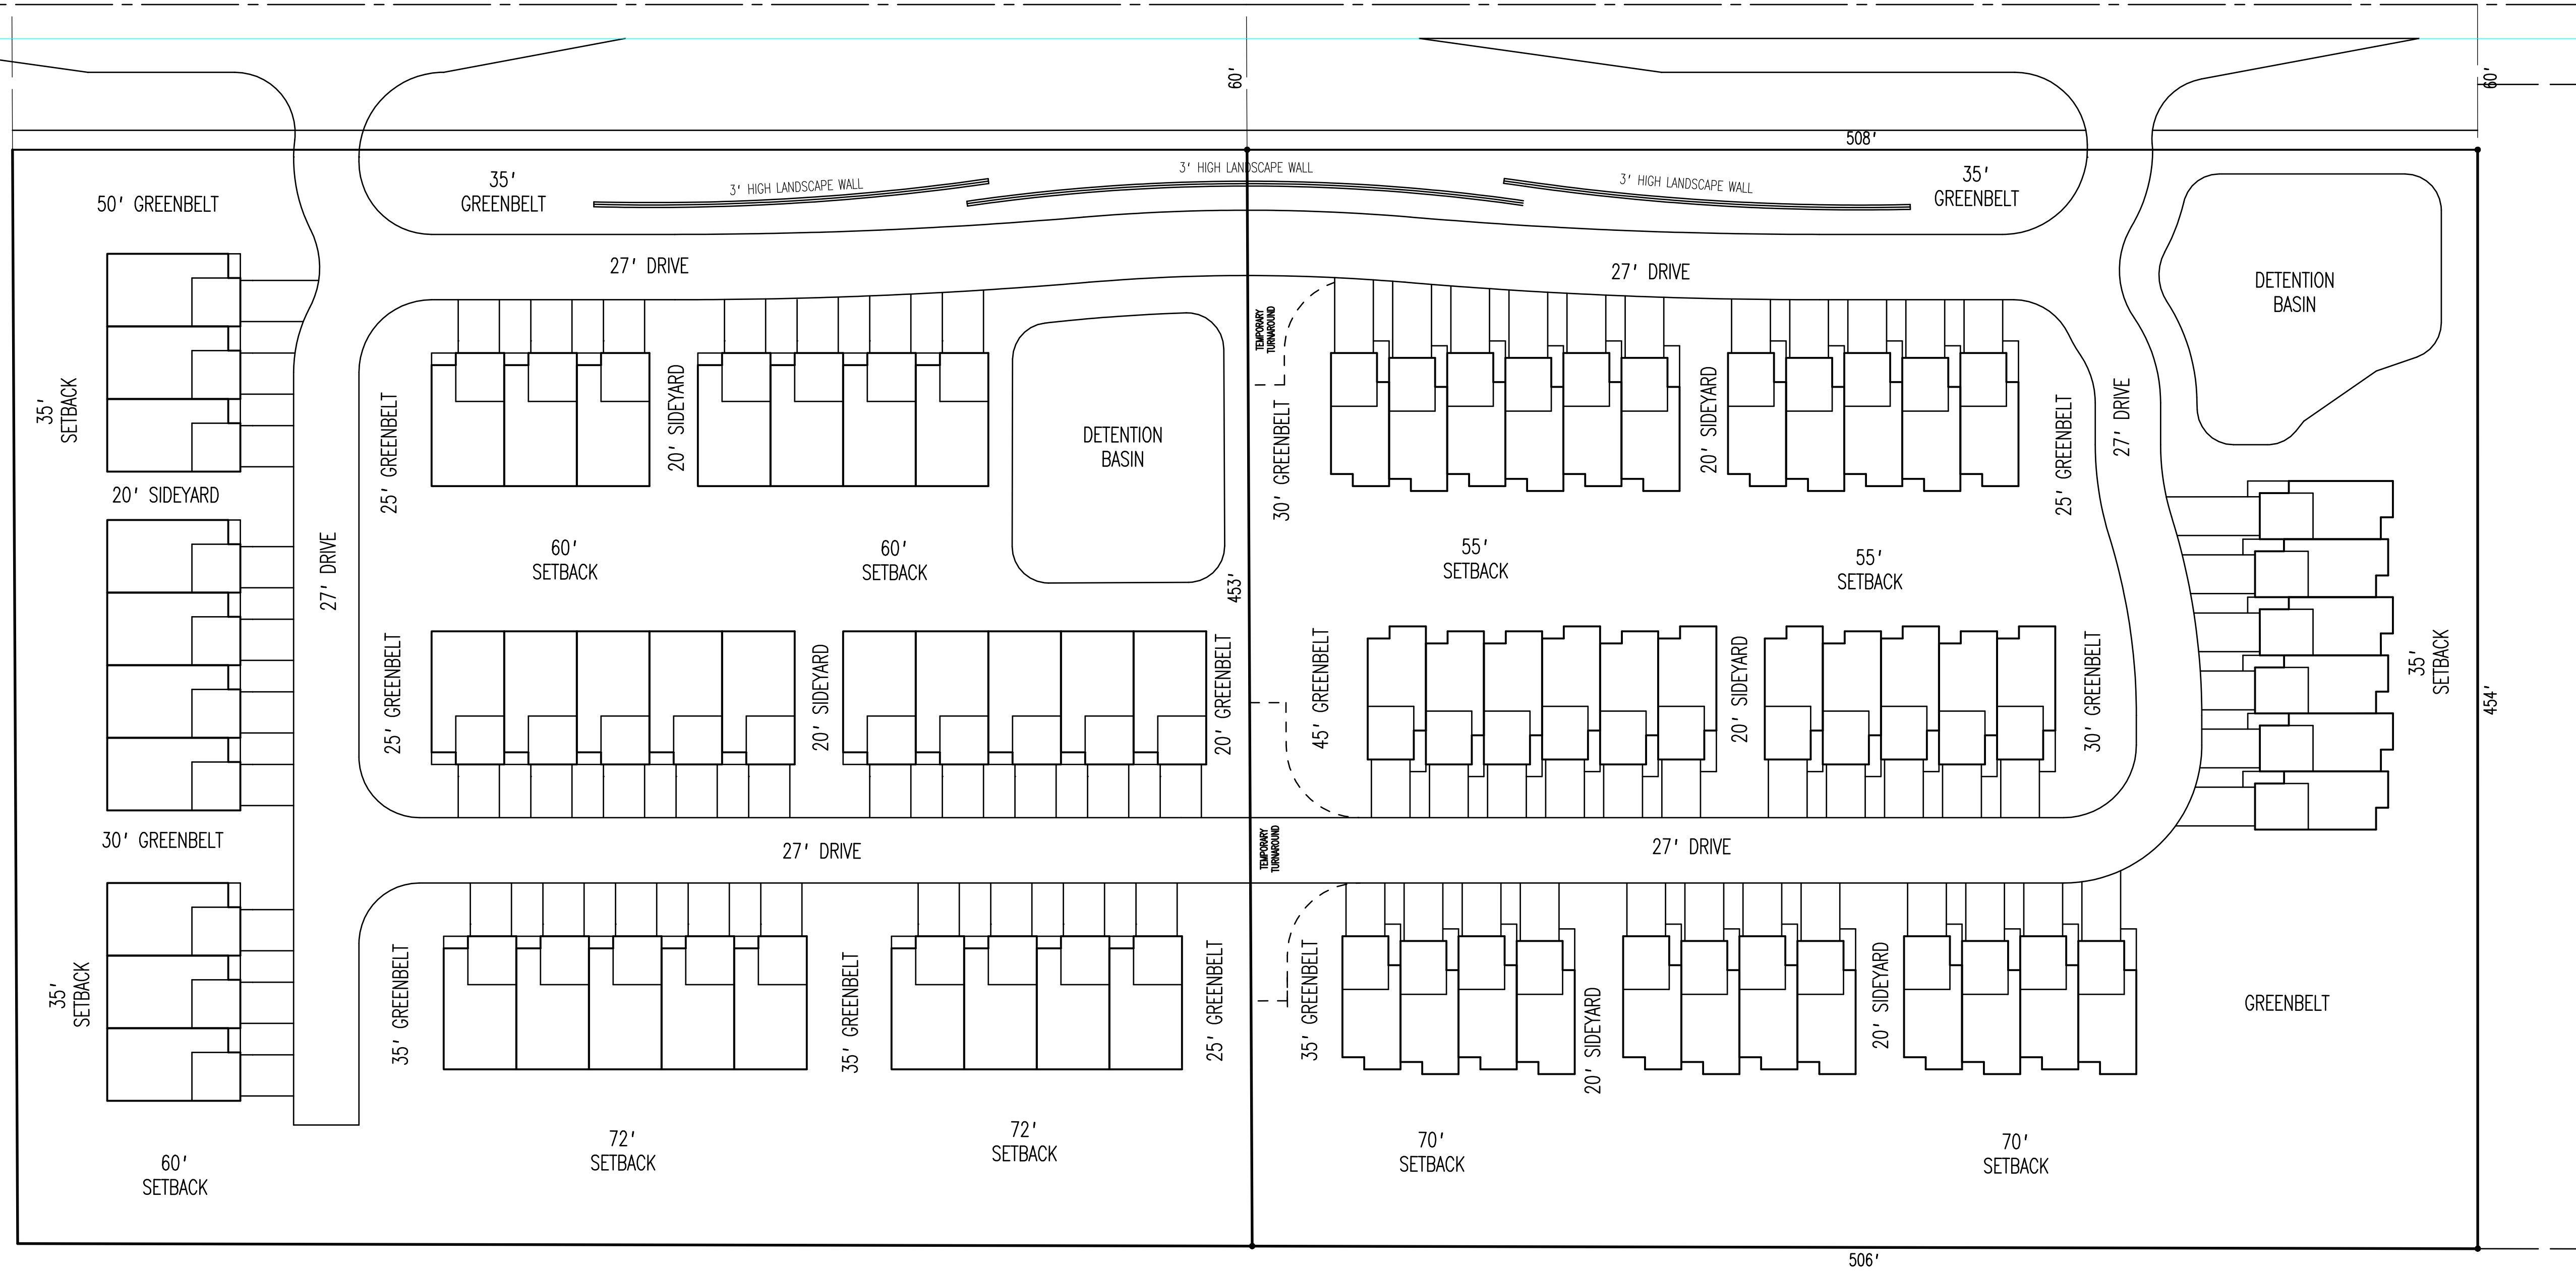 60'
60'
508'
3' HIGH LANDSCAPE WALL
3' HIGH LANDSCAPE WALL
3' HIGH LANDSCAPE WALL
50' GREENBELT
35'
GREENBELT
35'
GREENBELT
27' DRIVE
27' DRIVE
DETENTION
BASIN
TEMPORARY
TURNAROUND
35'
SETBACK
25' GREENBELT
20' SIDEYARD
DETENTION
BASIN
30' GREENBELT
20' SIDEYARD
25' GREENBELT
27' DRIVE
20' SIDEYARD
27' DRIVE
60'
SETBACK
60'
SETBACK
453'
55'
SETBACK
55'
SETBACK
25' GREENBELT
20' SIDEYARD
20' GREENBELT
45' GREENBELT
20' SIDEYARD
30' GREENBELT
35'
SETBACK
454'
30' GREENBELT
27' DRIVE
TEMPORARY
TURNAROUND
27' DRIVE
35'
SETBACK
35' GREENBELT
35' GREENBELT
25' GREENBELT
35' GREENBELT
20' SIDEYARD
20' SIDEYARD
GREENBELT
60'
SETBACK
72'
SETBACK
72'
SETBACK
70'
SETBACK
70'
SETBACK
506'